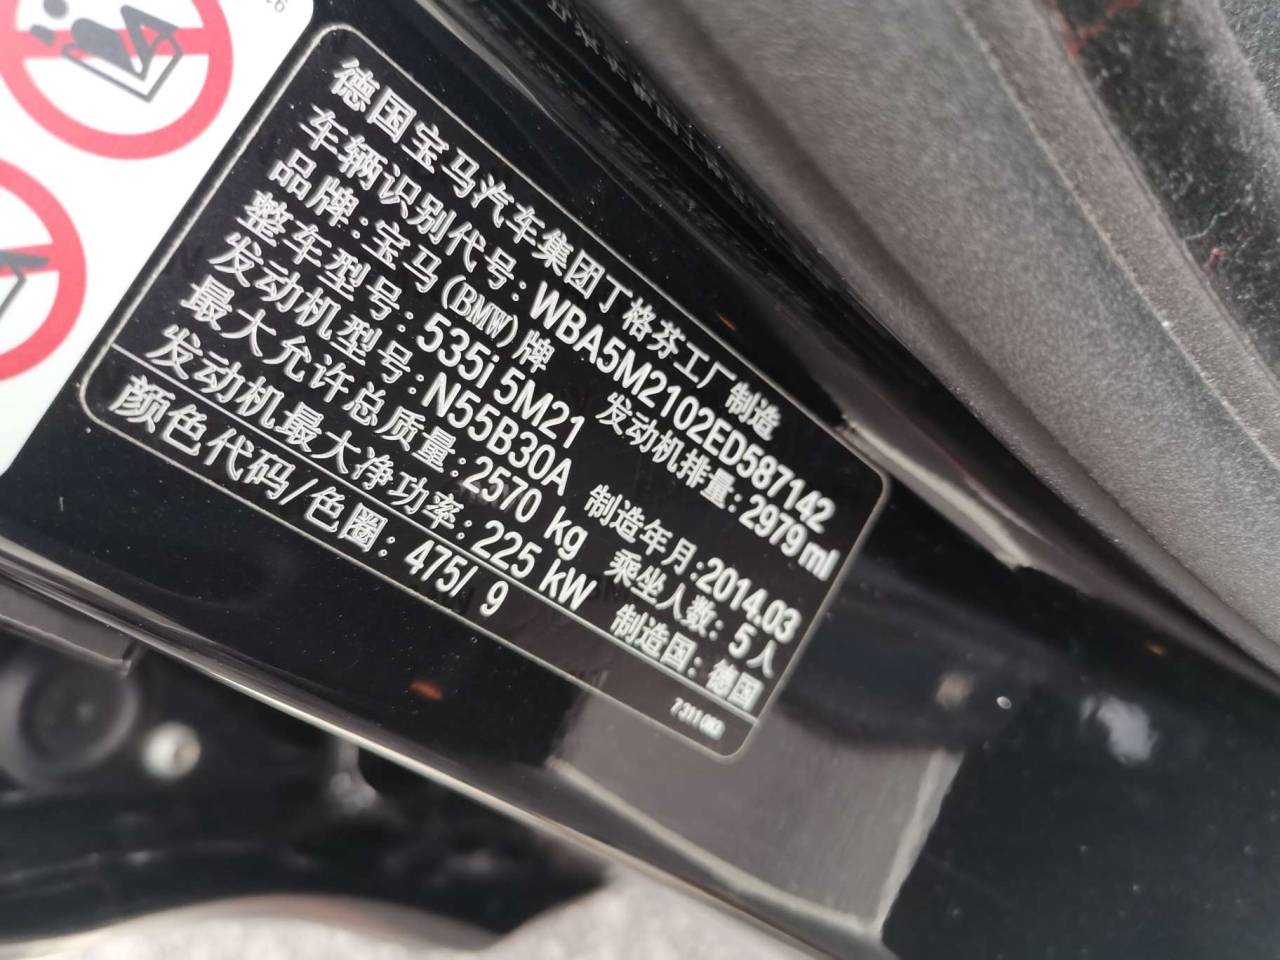 德国宝马汽车集团丁格芬工厂制造
车辆识别代号: WBA5M2102ED587142
品牌: 宝马(BMW)牌 发动机排量: 2979 ml
整车型号: 535i 5M21
发动机型号: N55B30A 制造年月: 2014.03
最大允许总质量: 2570 kg 乘坐人数: 5人
发动机最大净功率: 225 kW 制造国: 德国
颜色代码/色圈: 475/ 9